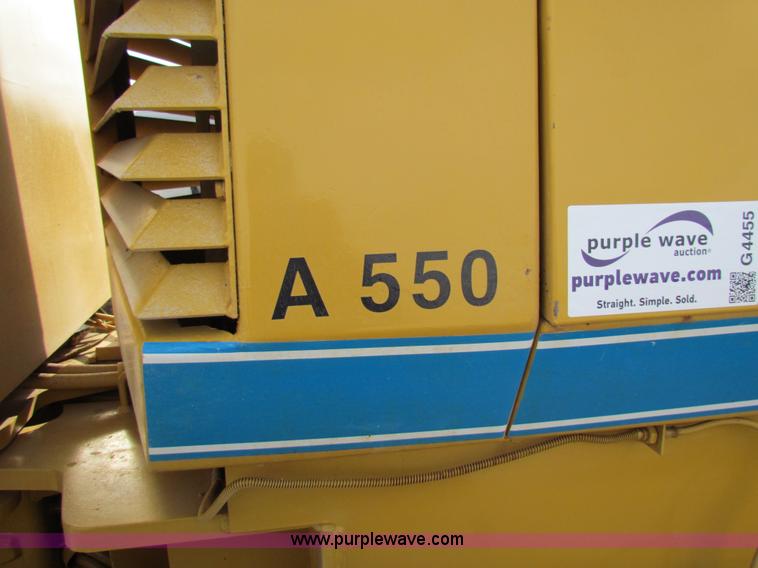 A 550
purple wave
auction®
purplewave.com
Straight. Simple. Sold.
G4455
www.purplewave.com